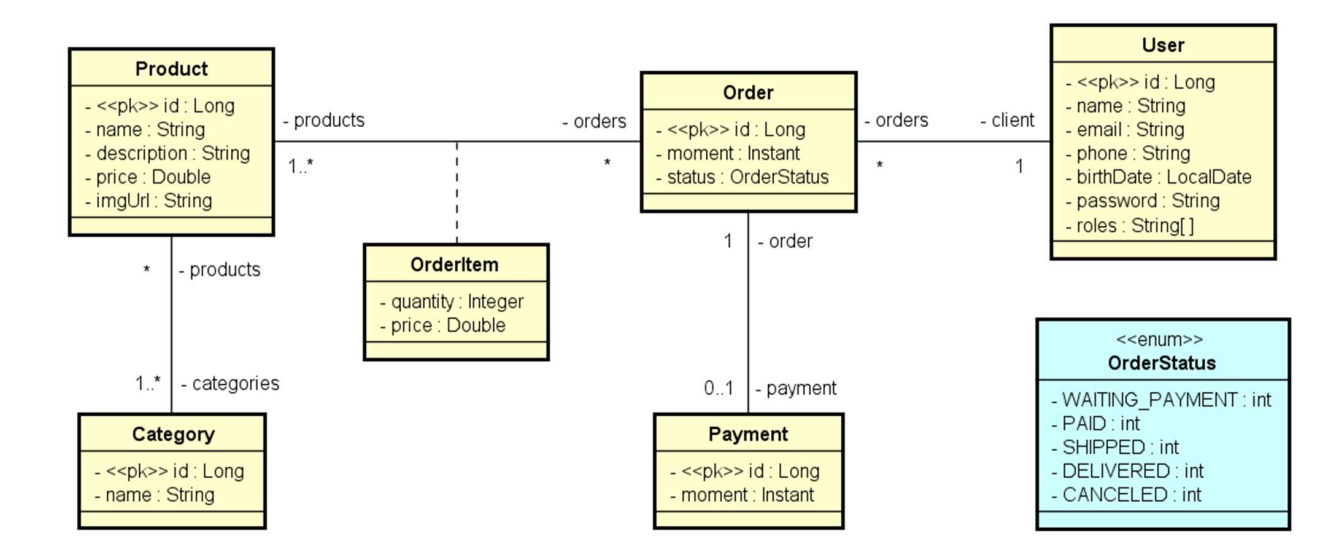 Product
- <<pk>> id : Long
- name : String
- description : String
- price : Double
- imgUrl : String
- products
1..*
- orders
*
Order
- <<pk>> id : Long
- moment : Instant
- status : OrderStatus
- orders
*
- client
1
User
- <<pk>> id : Long
- name : String
- email : String
- phone : String
- birthDate : LocalDate
- password : String
- roles : String[ ]
* - products
1..* - categories
OrderItem
- quantity : Integer
- price : Double
1 - order
0..1 - payment
Category
- <<pk>> id : Long
- name : String
Payment
- <<pk>> id : Long
- moment : Instant
<<enum>>
OrderStatus
- WAITING_PAYMENT : int
- PAID : int
- SHIPPED : int
- DELIVERED : int
- CANCELED : int